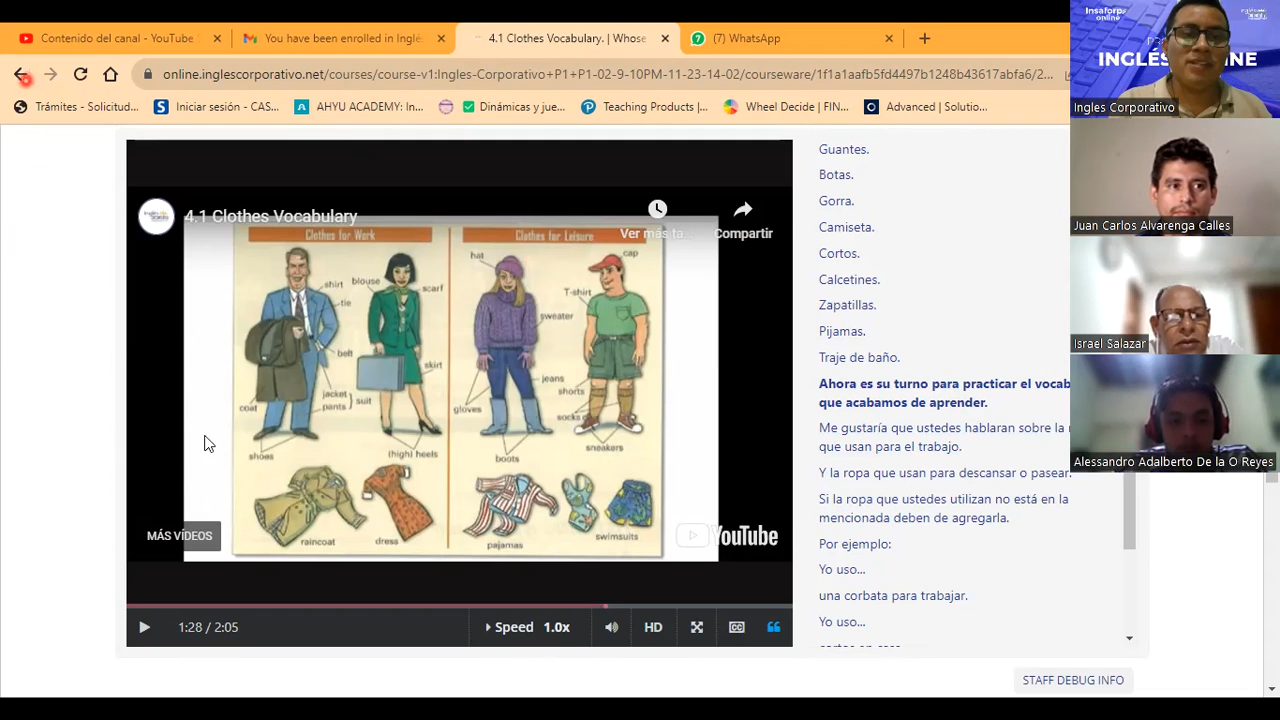 Contenido del canal - YouTube
You have been enrolled in Inglé
4.1 Clothes Vocabulary. | Whose
(7) WhatsApp
online.inglescorporativo.net/courses/course-v1:Ingles-Corporativo+P1+P1-02-9-10PM-11-23-14-02/courseware/1f1a1aafb5fd4497b1248b43617abfa6/2...
Trámites - Solicitud...
Iniciar sesión - CAS...
AHYU ACADEMY: In...
Dinámicas y jue...
Teaching Products |...
Wheel Decide | FIN...
Advanced | Solutio...
4.1 Clothes Vocabulary
Ver más ta...
Compartir
Clothes for Work
Clothes for Leisure
shirt
blouse
scarf
tie
belt
skirt
jacket
pants
suit
coat
shoes
(high) heels
raincoat
dress
hat
cap
T-shirt
sweater
jeans
shorts
gloves
socks
sneakers
boots
pajamas
swimsuits
MÁS VÍDEOS
YouTube
1:28 / 2:05
Speed 1.0x
HD
CC
Guantes.
Botas.
Gorra.
Camiseta.
Cortos.
Calcetines.
Zapatillas.
Pijamas.
Traje de baño.
Ahora es su turno para practicar el vocab
que acabamos de aprender.
Me gustaría que ustedes hablaran sobre la
que usan para el trabajo.
Y la ropa que usan para descansar o pasear.
Si la ropa que ustedes utilizan no está en la
mencionada deben de agregarla.
Por ejemplo:
Yo uso...
una corbata para trabajar.
Yo uso...
STAFF DEBUG INFO
Insaforp
online
INGLÉS ONLINE
Ingles Corporativo
Juan Carlos Alvarenga Calles
Israel Salazar
Alessandro Adalberto De la O Reyes